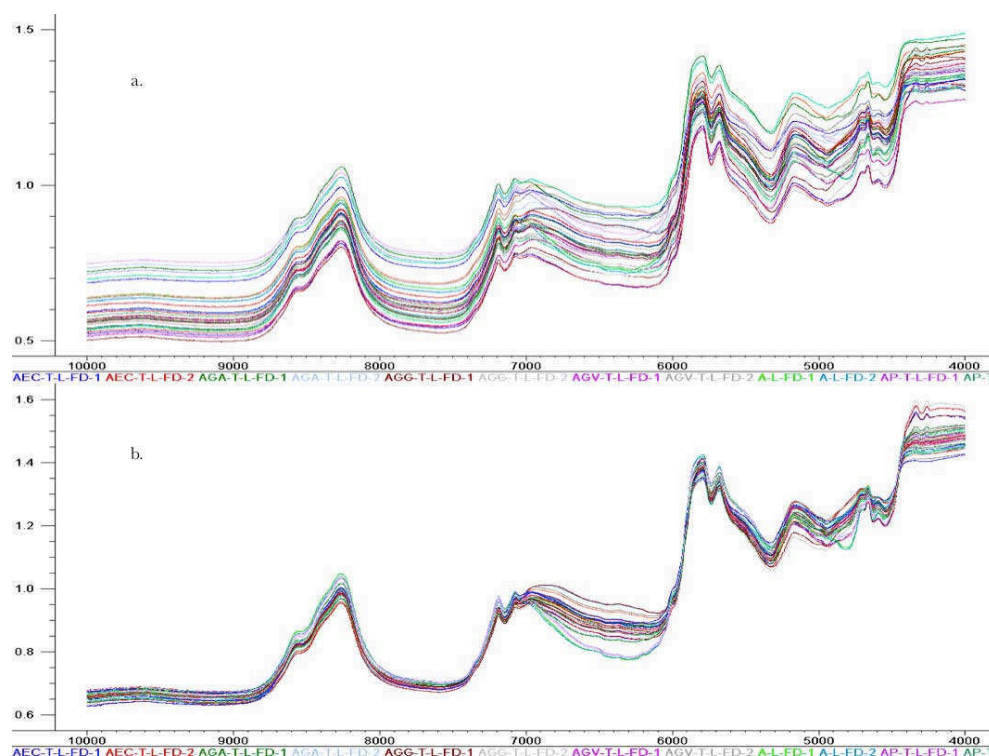 1.5
a.
1.0
0.5
10000 9000 8000 7000 6000 5000 4000
AEC-T-L-FD-1 AEC-T-L-FD-2 AGA-T-L-FD-1 AGA-T-L-FD-2 AGG-T-L-FD-1 AGG-T-L-FD-2 AGV-T-L-FD-1 AGV-T-L-FD-2 A-L-FD-1 A-L-FD-2 AP-T-L-FD-1 AP-
1.6
b.
1.4
1.2
1.0
0.8
0.6
10000 9000 8000 7000 6000 5000 4000
AEC-T-L-FD-1 AEC-T-L-FD-2 AGA-T-L-FD-1 AGA-T-L-FD-2 AGG-T-L-FD-1 AGG-T-L-FD-2 AGV-T-L-FD-1 AGV-T-L-FD-2 A-L-FD-1 A-L-FD-2 AP-T-L-FD-1 AP-